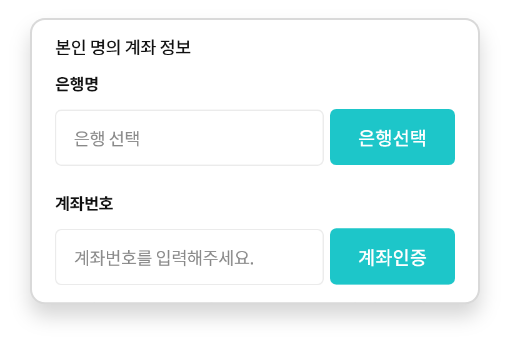 본인 명의 계좌 정보
은행명
은행 선택
은행선택
계좌번호
계좌번호를 입력해주세요.
계좌인증